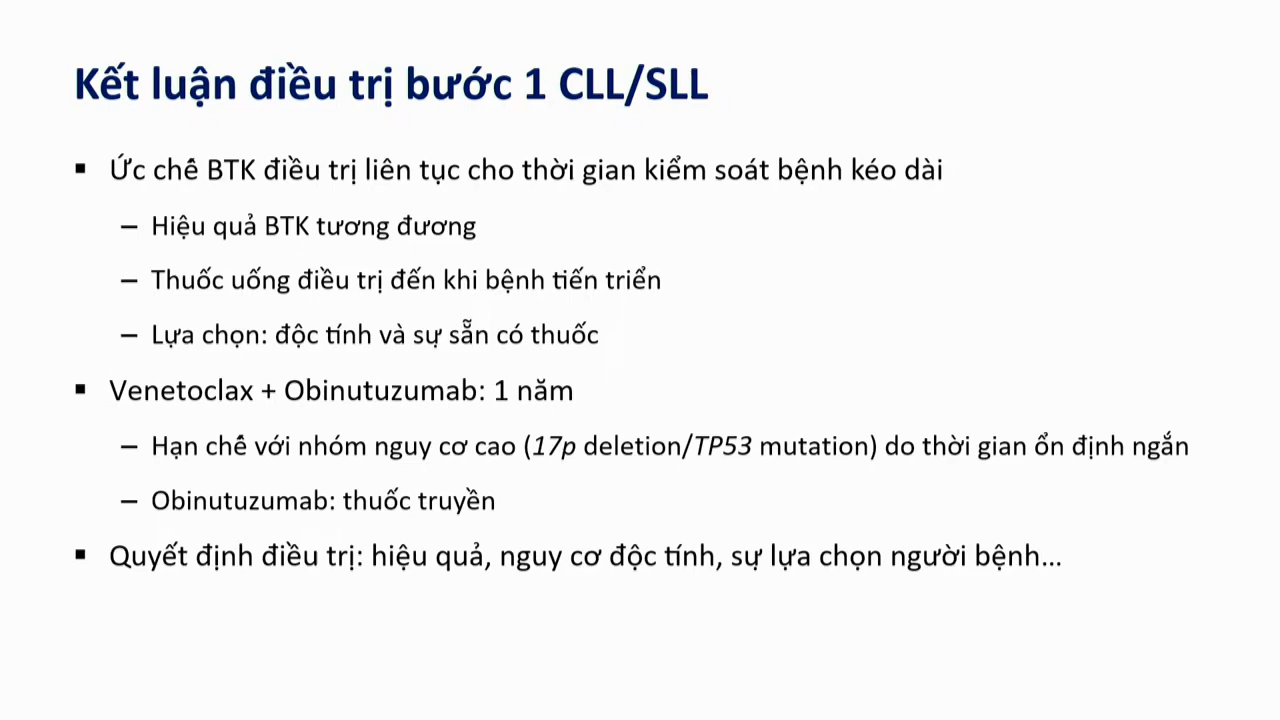 Kết luận điều trị bước 1 CLL/SLL
▪ Ức chế BTK điều trị liên tục cho thời gian kiểm soát bệnh kéo dài
– Hiệu quả BTK tương đương
– Thuốc uống điều trị đến khi bệnh tiến triển
– Lựa chọn: độc tính và sự sẵn có thuốc
▪ Venetoclax + Obinutuzumab: 1 năm
– Hạn chế với nhóm nguy cơ cao (17p deletion/TP53 mutation) do thời gian ổn định ngắn
– Obinutuzumab: thuốc truyền
▪ Quyết định điều trị: hiệu quả, nguy cơ độc tính, sự lựa chọn người bệnh...